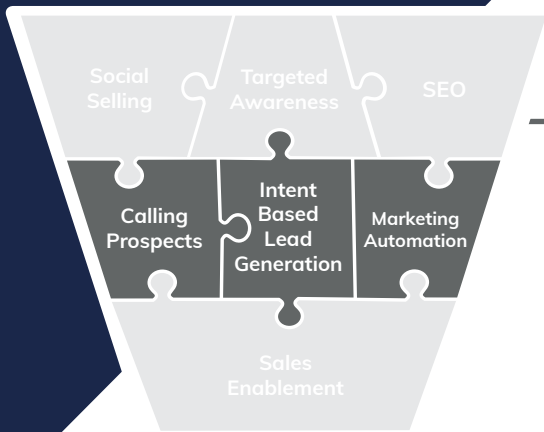 Social
Selling
Targeted
Awareness
SEO
Calling
Prospects
Intent
Based
Lead
Generation
Marketing
Automation
Sales
Enablement